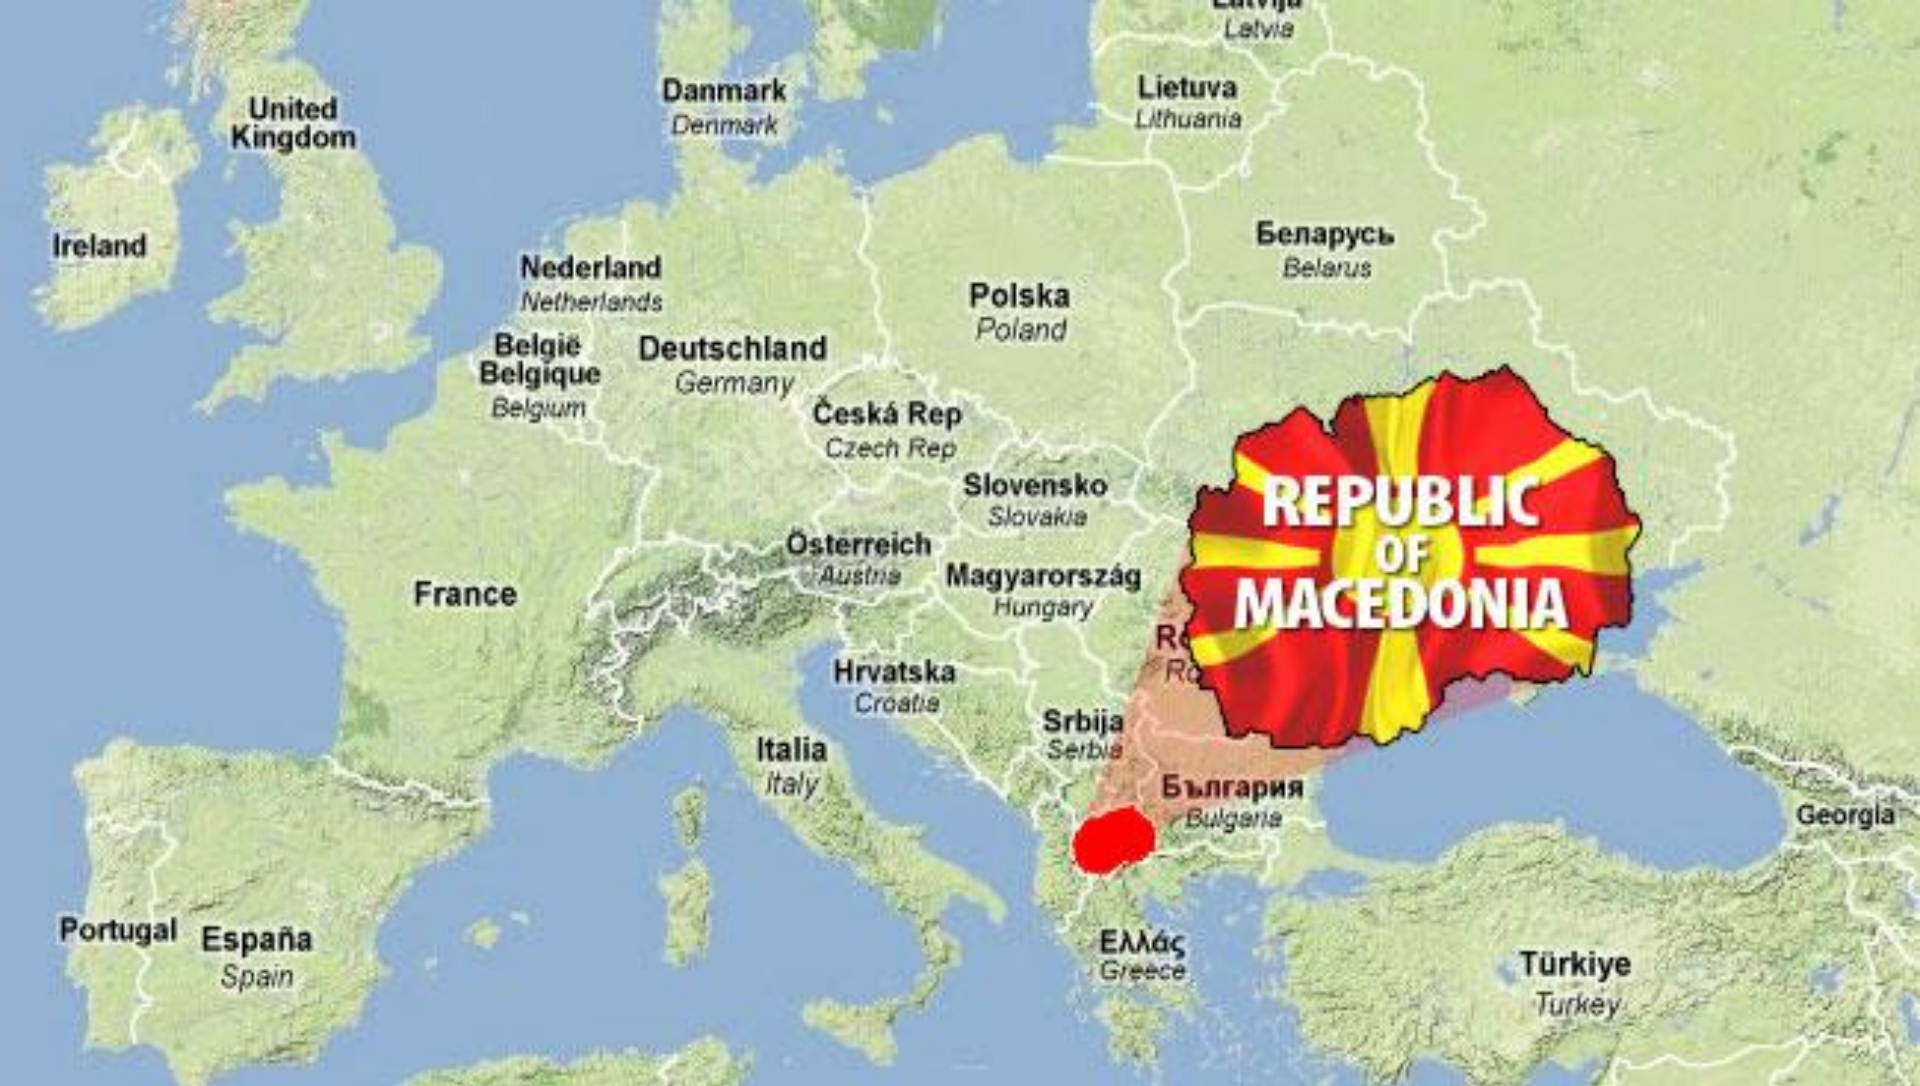 Latvija
Latvia
Danmark
Denmark
Lietuva
Lithuania
United
Kingdom
Ireland
Беларусь
Belarus
Nederland
Netherlands
Polska
Poland
België
Belgique
Belgium
Deutschland
Germany
Česká Rep
Czech Rep
Slovensko
Slovakia
REPUBLIC
OF
MACEDONIA
Österreich
Austria
Magyarország
Hungary
France
Hrvatska
Croatia
Srbija
Serbia
Italia
Italy
България
Bulgaria
Georgia
Portugal
España
Spain
Ελλάς
Greece
Türkiye
Turkey